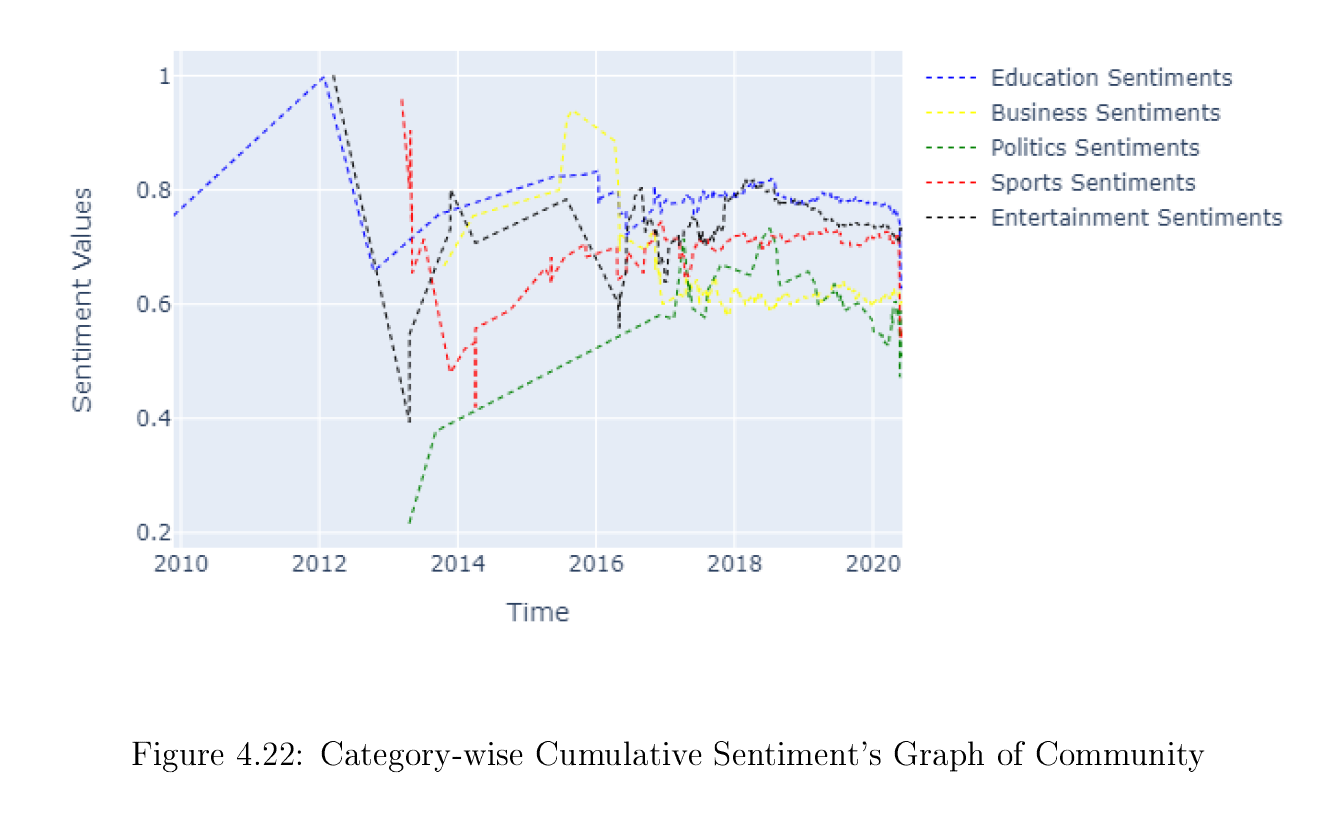 1
0.8
0.6
0.4
0.2
Sentiment Values
2010 2012 2014 2016 2018 2020
Time
Education Sentiments
Business Sentiments
Politics Sentiments
Sports Sentiments
Entertainment Sentiments
Figure 4.22: Category-wise Cumulative Sentiment's Graph of Community